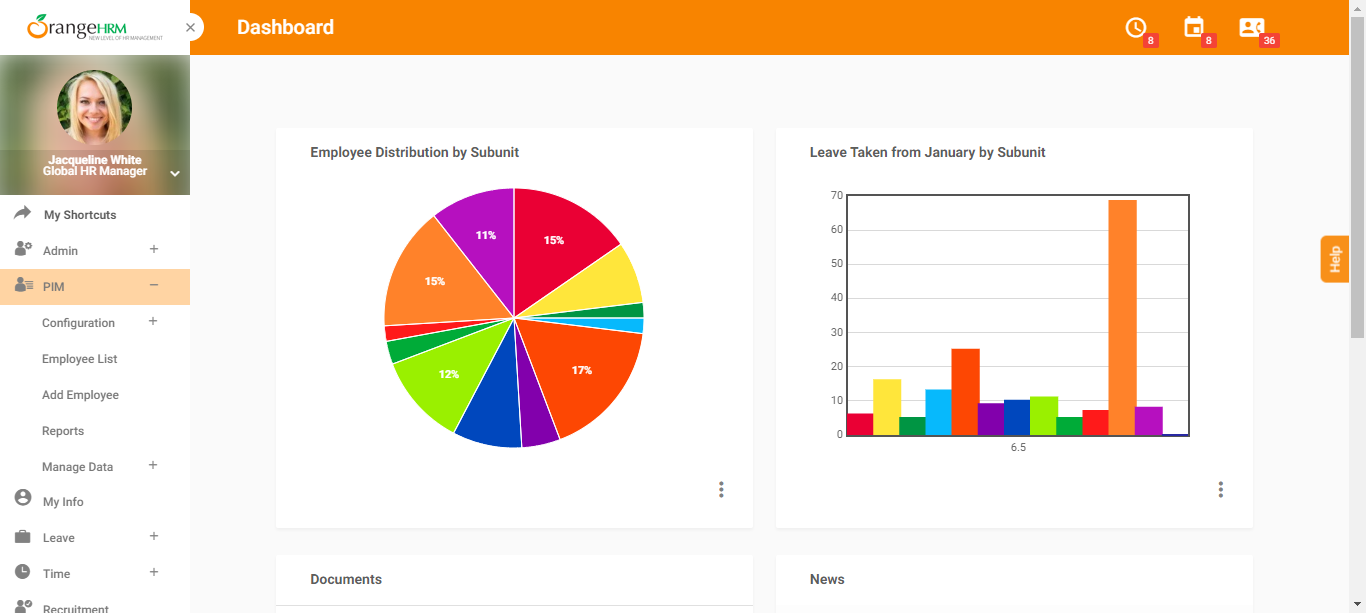 OrangeHRM
NEW LEVEL OF HR MANAGEMENT
Dashboard
8
8
36
Jacqueline White
Global HR Manager
My Shortcuts
Admin
PIM
Configuration
Employee List
Add Employee
Reports
Manage Data
My Info
Leave
Time
Recruitment
Employee Distribution by Subunit
11%
15%
15%
12%
17%
Leave Taken from January by Subunit
70
60
50
40
30
20
10
0
6.5
Help
Documents
News